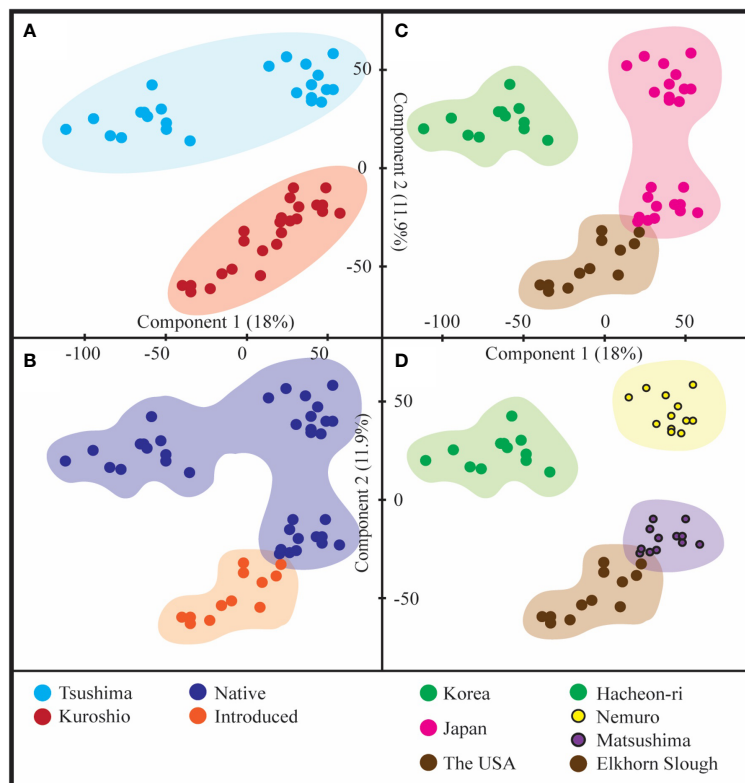 A
C
50
0
-50
Component 2 (11.9%)
Component 1 (18%)
-100
-50
0
50
-100
-50
0
50
Component 1 (18%)
B
D
50
0
-50
Component 2 (11.9%)
Tsushima
Native
Kuroshio
Introduced
Korea
Hacheon-ri
Nemuro
Japan
Matsushima
The USA
Elkhorn Slough